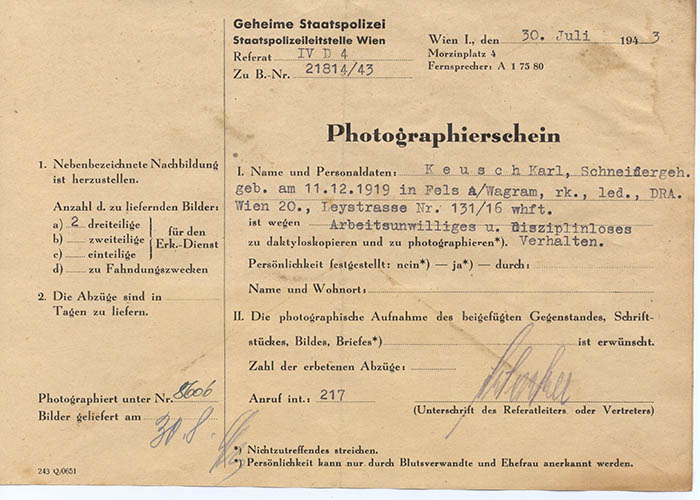 Geheime Staatspolizei
Staatspolizeileitstelle Wien
Referat IV D 4
Zu B.-Nr. 21814/43
Wien I., den 30. Juli 1943
Morzinplatz 4
Fernsprecher: A 1 75 80
Photographierschein
1. Nebenbezeichnete Nachbildung
ist herzustellen.
Anzahl d. zu liefernden Bilder:
a) 2 dreiteilige
b) zweiteilige
c) einteilige
für den
Erk.-Dienst
d) zu Fahndungszwecken
2. Die Abzüge sind in
Tagen zu liefern.
Photographiert unter Nr. 8606
Bilder geliefert am
30. 8.
243 Q/0651
I. Name und Personaldaten: Keusch Karl, Schneidergeh.
geb. am 11.12.1919 in Fels A/Wagram, rk., led., DRA.
Wien 20., Leystrasse Nr. 131/16 whft.
ist wegen Arbeitsunwilliges u. disziplinloses
zu daktyloskopieren und zu photographieren*). Verhalten.
Persönlichkeit festgestellt: nein*) — ja*) — durch:
Name und Wohnort:
II. Die photographische Aufnahme des beigefügten Gegenstandes, Schrift-
stückes, Bildes, Briefes*) ist erwünscht.
Zahl der erbetenen Abzüge:
Anruf int.: 217
(Unterschrift des Referatleiters oder Vertreters)
*) Nichtzutreffendes streichen.
*) Persönlichkeit kann nur durch Blutsverwandte und Ehefrau anerkannt werden.